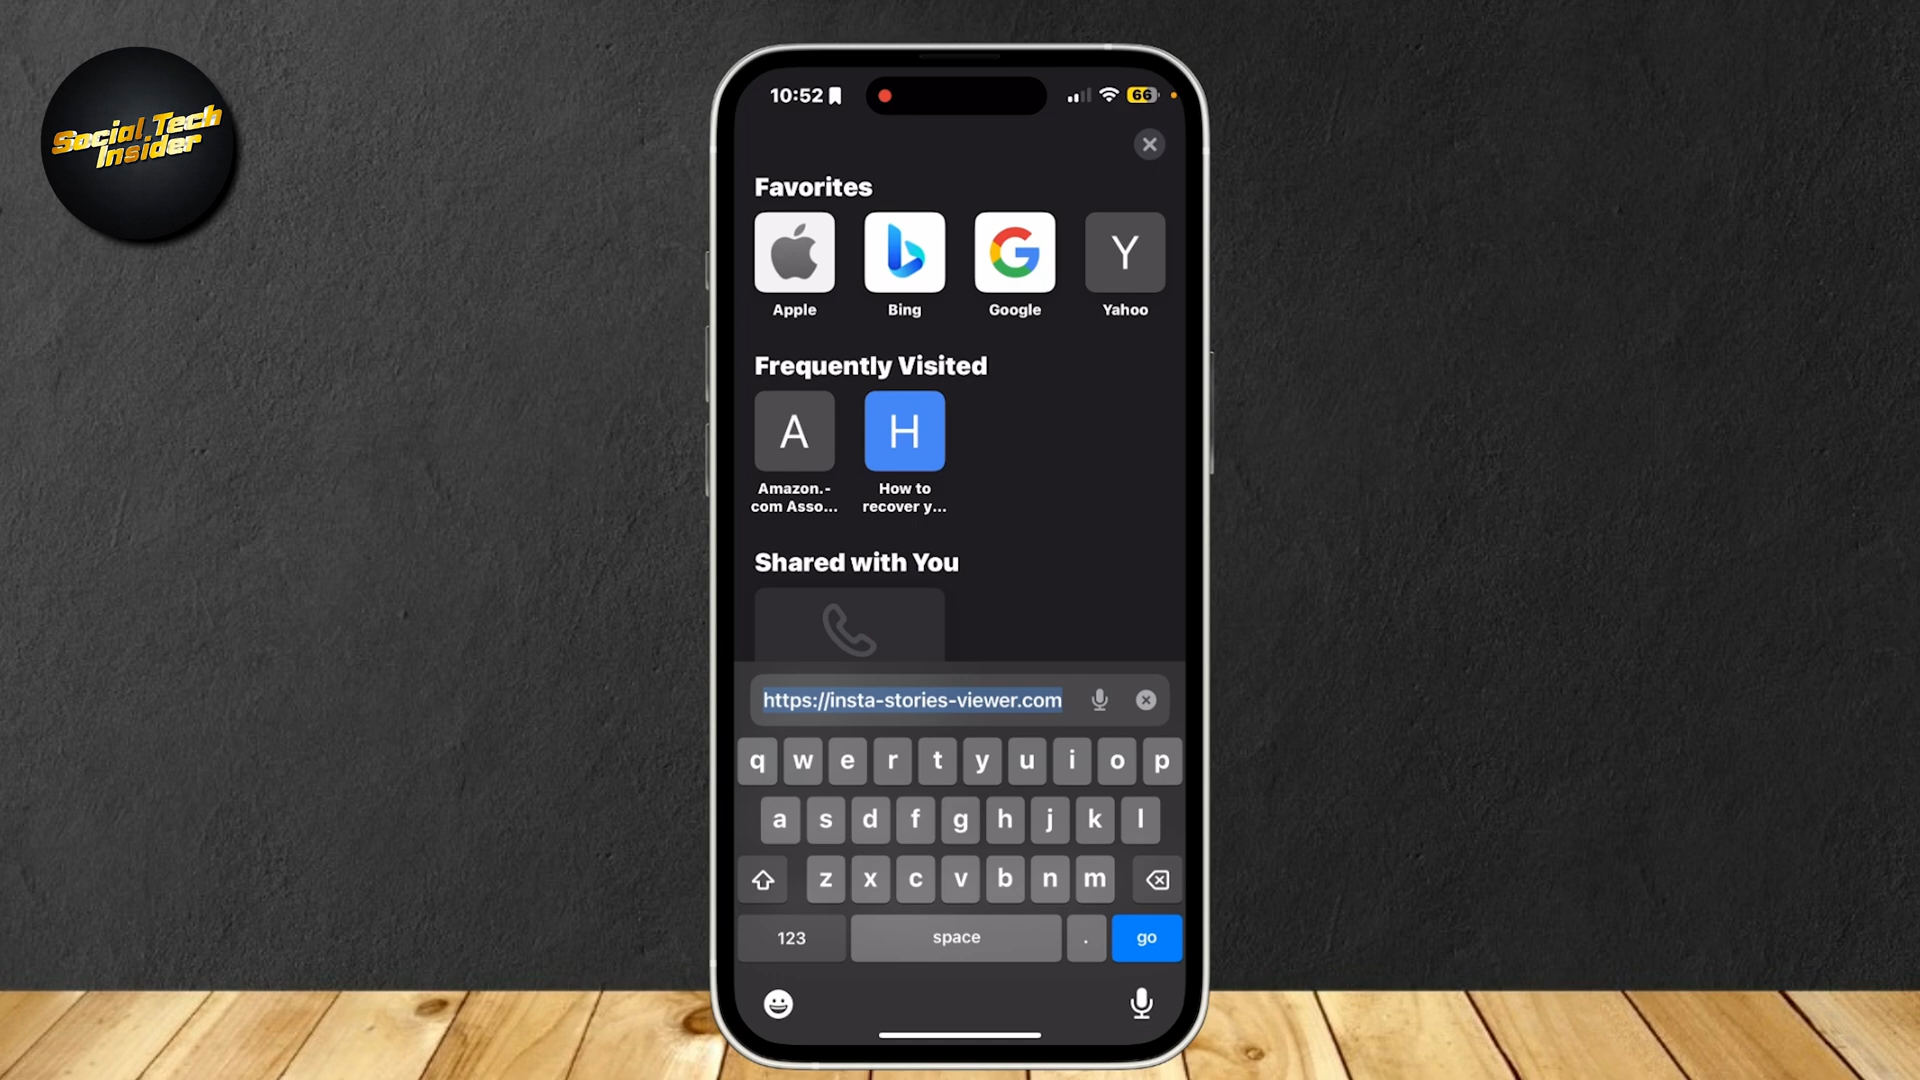 Social Tech
Insider
10:52
66
Favorites
Y
Apple
Bing
Google
Yahoo
Frequently Visited
A
H
Amazon.-
com Asso...
How to
recover y...
Shared with You
https://insta-stories-viewer.com
q w e r t y u i o p
a s d f g h j k l
z x c v b n m
123
space
.
go